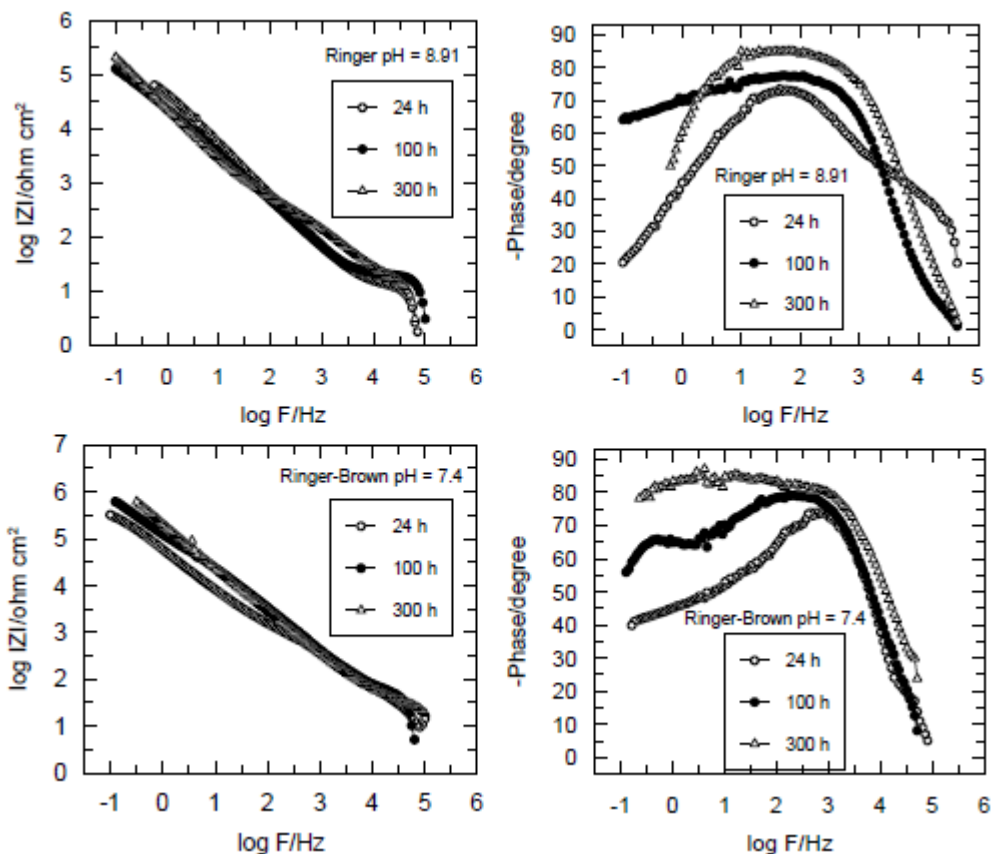 6
5
4
3
2
1
0
-1 0 1 2 3 4 5 6
log IZI/ohm cm²
log F/Hz
Ringer pH = 8.91
24 h
100 h
300 h
90
80
70
60
50
40
30
20
10
0
-1 0 1 2 3 4 5
-Phase/degree
log F/Hz
Ringer pH = 8.91
24 h
100 h
300 h
7
6
5
4
3
2
1
0
-1 0 1 2 3 4 5 6
log IZI/ohm cm²
log F/Hz
Ringer-Brown pH = 7.4
24 h
100 h
300 h
90
80
70
60
50
40
30
20
10
0
-1 0 1 2 3 4 5 6
-Phase/degree
log F/Hz
Ringer-Brown pH = 7.4
24 h
100 h
300 h